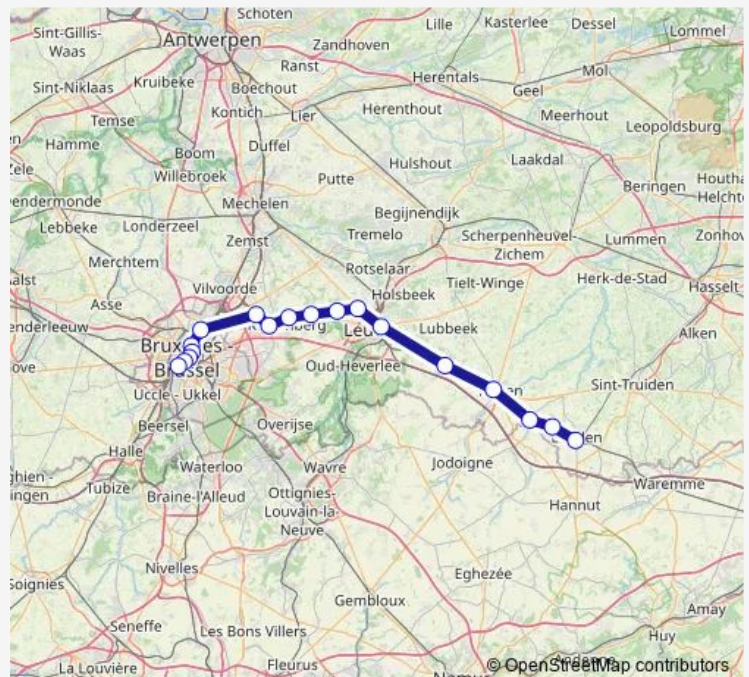 Schoten
Lille
Kasterlee
Dessel
Sint-Gillis-
Waas
Antwerpen
Zandhoven
Lommel
Ranst
Mol
Sint-Niklaas
Kruibeke
Boechout
Herentals
Geel
Temse
Kontich
Lier
Herenthout
Meerhout
Leopoldsburg
Hamme
Duffel
Boom
Willebroek
Hulshout
Laakdal
Putte
Beringen
endermonde
Mechelen
Begijnendijk
Lebbeke
Londerzeel
Zemst
Tremelo
Scherpenheuvel-
Zichem
Lummen
Merchtem
Rotselaar
Tielt-Winge
Herk-de-Stad
Hasselt
Vilvoorde
Holsbeek
Asse
Lubbeek
Alken
Bruxelles -
Brussel
Oud-Heverlee
Sint-Truiden
Uccle - Ukkel
Beersel
Overijse
Halle
Waterloo
Wavre
Jodoigne
Waremme
Tubize
Braine-l'Alleud
Ottignies-
Louvain-la-
Neuve
Hannut
Nivelles
Eghezée
Gembloux
Amay
Seneffe
Les Bons Villers
Huy
La Louvière
Fleurus
© OpenStreetMap contributors